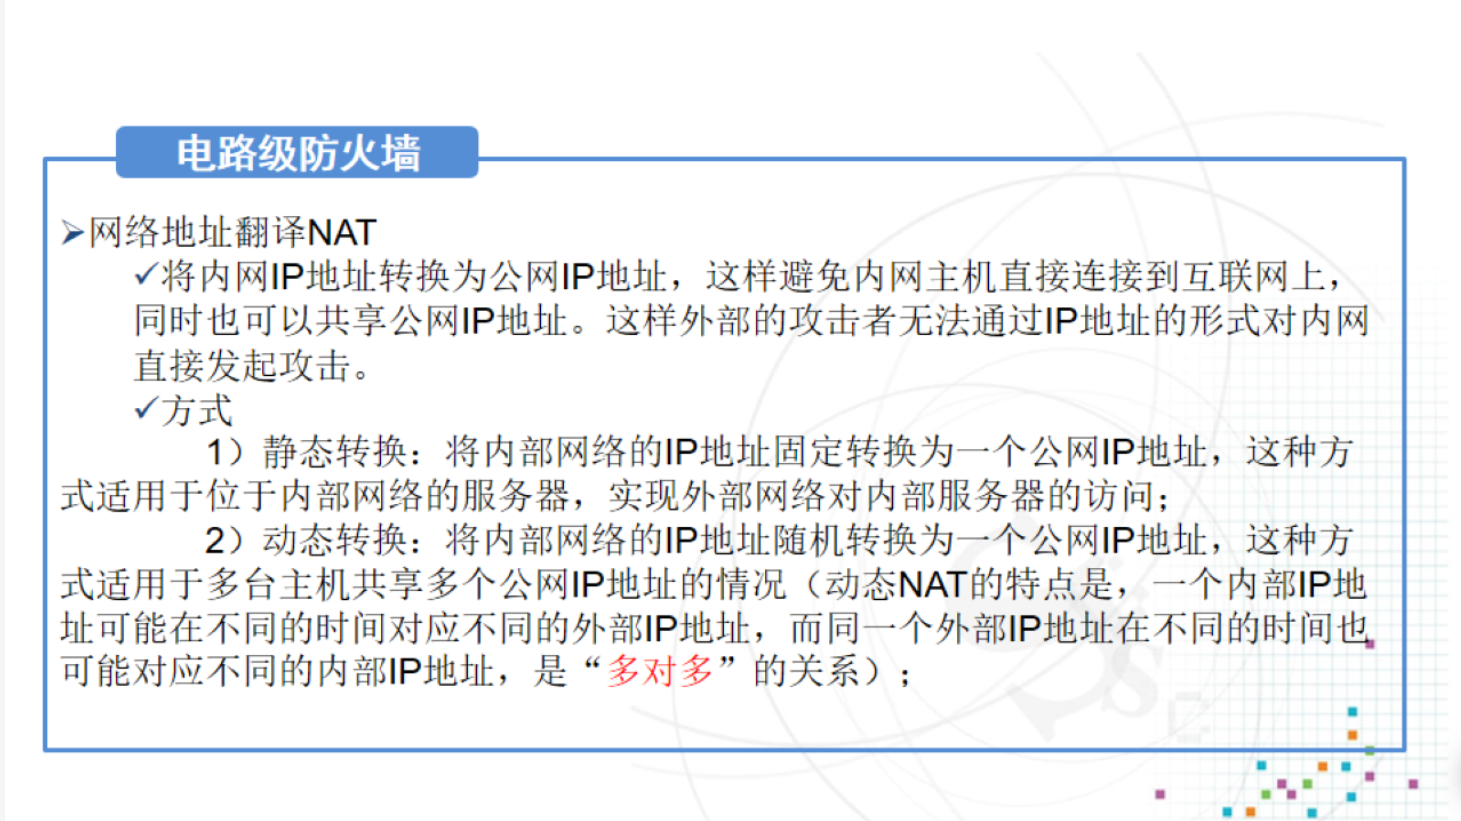 电路级防火墙
➢网络地址翻译NAT
✓将内网IP地址转换为公网IP地址，这样避免内网主机直接连接到互联网上，
同时也可以共享公网IP地址。这样外部的攻击者无法通过IP地址的形式对内网
直接发起攻击。
✓方式
1）静态转换：将内部网络的IP地址固定转换为一个公网IP地址，这种方
式适用于位于内部网络的服务器，实现外部网络对内部服务器的访问；
2）动态转换：将内部网络的IP地址随机转换为一个公网IP地址，这种方
式适用于多台主机共享多个公网IP地址的情况（动态NAT的特点是，一个内部IP地
址可能在不同的时间对应不同的外部IP地址，而同一个外部IP地址在不同的时间也
可能对应不同的内部IP地址，是“多对多”的关系）；